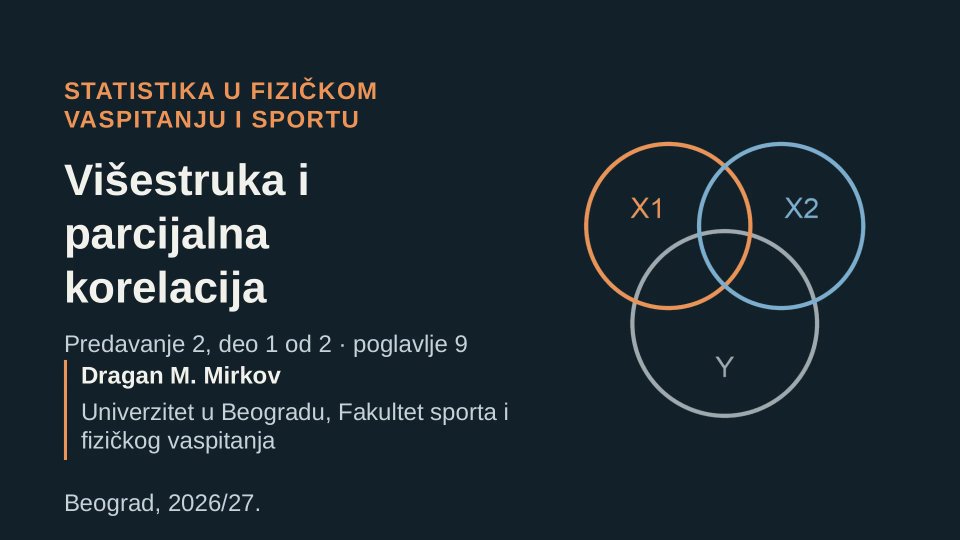 STATISTIKA U FIZIČKOM
VASPITANJU I SPORTU
Višestruka i
parcijalna
korelacija
Predavanje 2, deo 1 od 2 · poglavlje 9
Dragan M. Mirkov
Univerzitet u Beogradu, Fakultet sporta i
fizičkog vaspitanja
Beograd, 2026/27.
X1
X2
Y